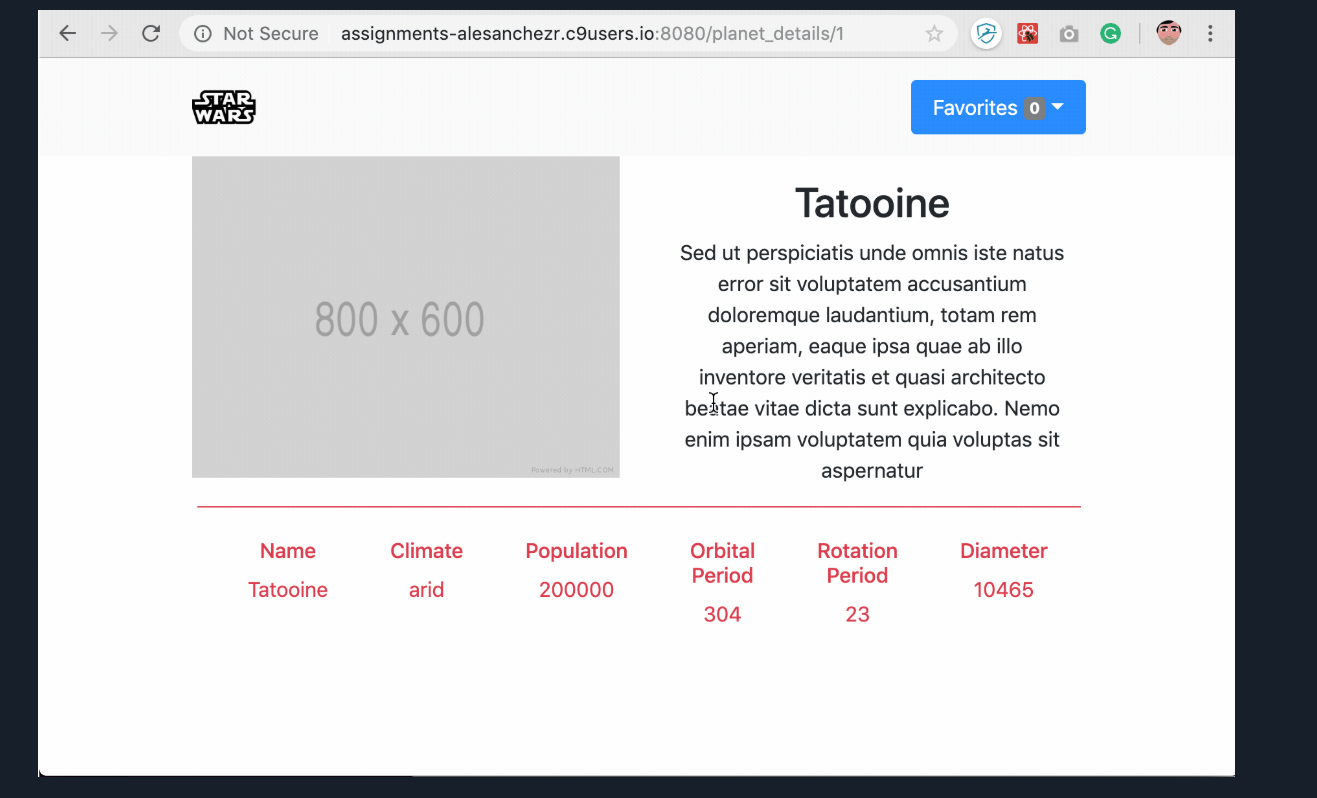 Not Secure assignments-alesanchezr.c9users.io:8080/planet_details/1
STAR
WARS
Favorites 0
800 x 600
Powered by HTML.COM
Tatooine
Sed ut perspiciatis unde omnis iste natus
error sit voluptatem accusantium
doloremque laudantium, totam rem
aperiam, eaque ipsa quae ab illo
inventore veritatis et quasi architecto
beatae vitae dicta sunt explicabo. Nemo
enim ipsam voluptatem quia voluptas sit
aspernatur
Name Climate Population Orbital Period Rotation Period Diameter
Tatooine arid 200000 304 23 10465